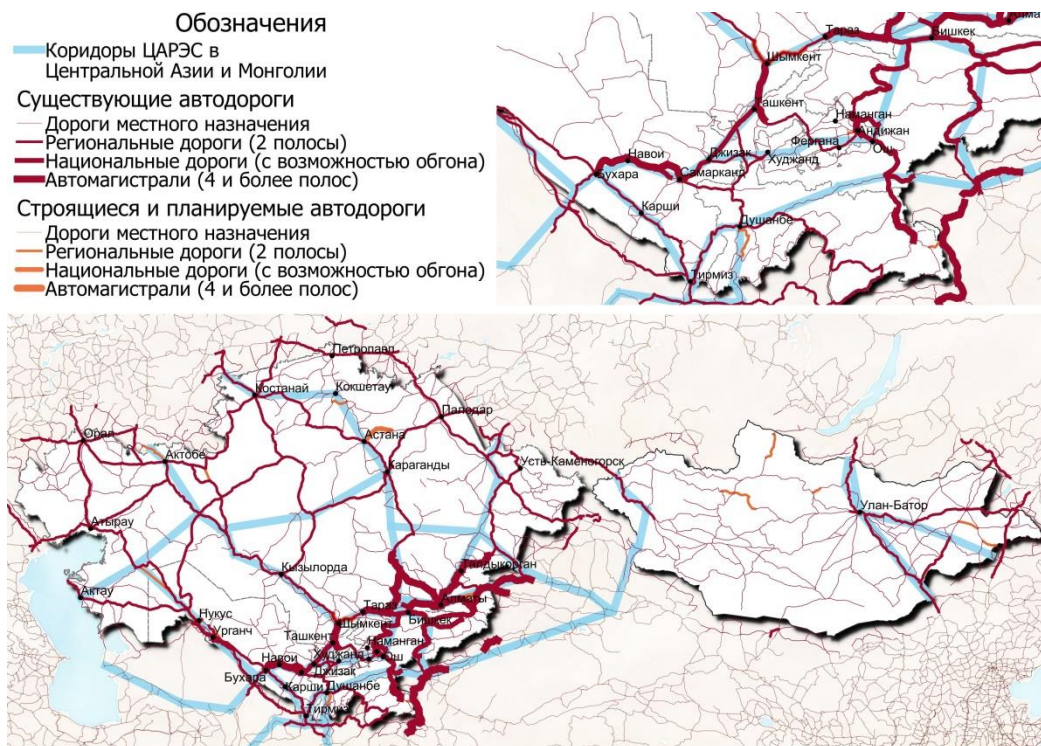 Обозначения
Коридоры ЦАРЭС в
Центральной Азии и Монголии
Существующие автодороги
Дороги местного назначения
Региональные дороги (2 полосы)
Национальные дороги (с возможностью обгона)
Автомагистрали (4 и более полос)
Строящиеся и планируемые автодороги
Дороги местного назначения
Региональные дороги (2 полосы)
Национальные дороги (с возможностью обгона)
Автомагистрали (4 и более полос)
Тараз
Бишкек
Шымкент
Ташкент
Наманган
Андижан
Фергана
Ош
Навои
Джизак
Худжанд
Бухара
Самарканд
Карши
Душанбе
Тирмиз
Петропавл
Костанай
Кокшетау
Павлодар
Орал
Астана
Актобе
Караганды
Усть-Каменогорск
Атырау
Улан-Батор
Кызылорда
Талдыкорган
Актау
Тараз
Алматы
Нукус
Шымкент
Бишкек
Урганч
Ташкент
Наманган
Навои
Худжанд
Ош
Джизак
Бухара
Карши
Душанбе
Тирмиз